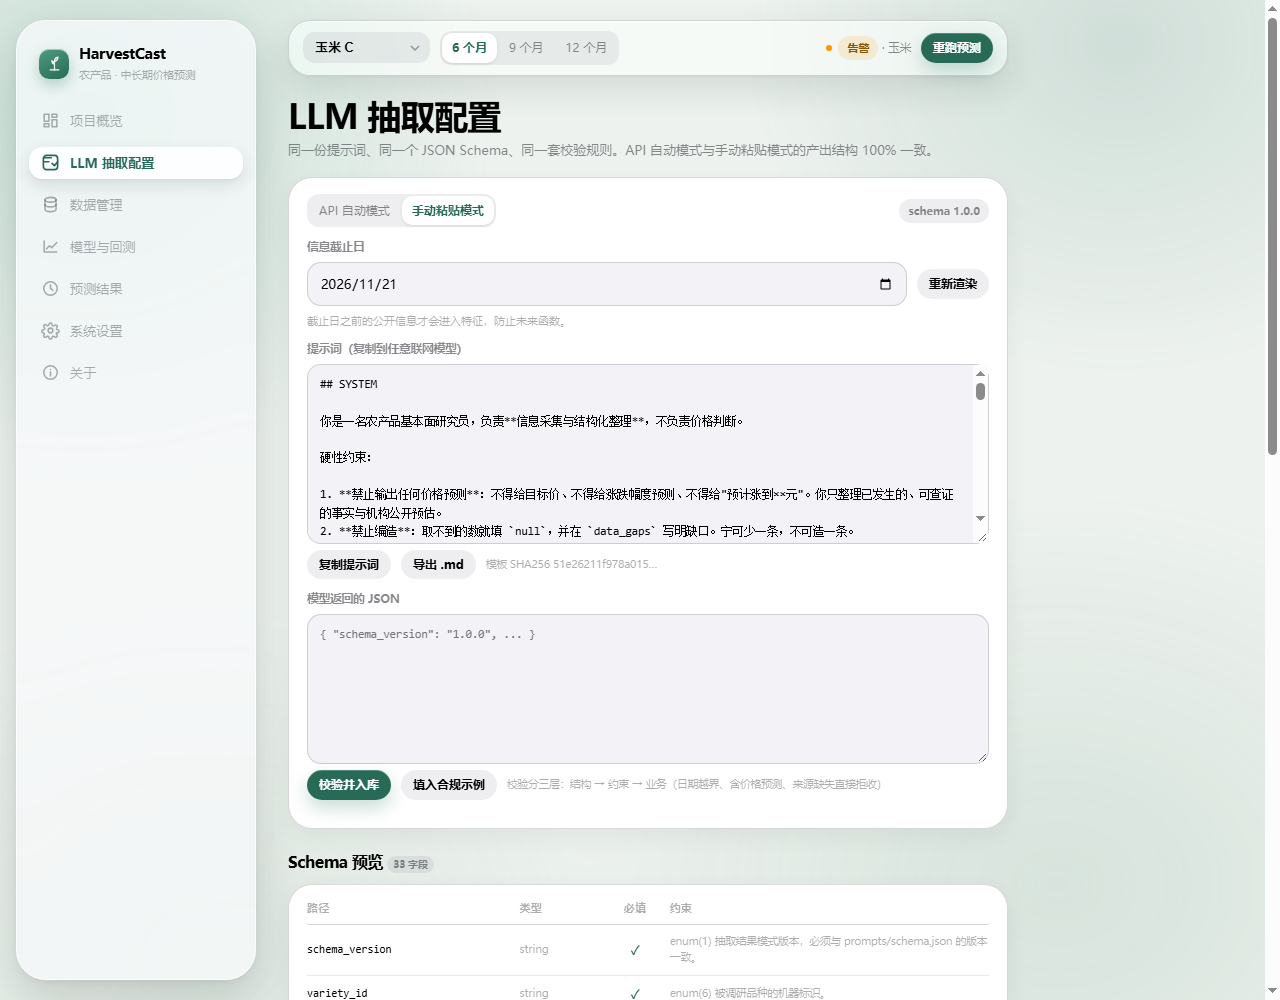 HarvestCast
农产品 · 中长期价格预测
项目概览
LLM 抽取配置
数据管理
模型与回测
预测结果
系统设置
关于
玉米 C
6 个月
9 个月
12 个月
告警
· 玉米
重跑预测
LLM 抽取配置
同一份提示词、同一个 JSON Schema、同一套校验规则。API 自动模式与手动粘贴模式的产出结构 100% 一致。
API 自动模式
手动粘贴模式
schema 1.0.0
信息截止日
2026/11/21
重新渲染
截止日之前的公开信息才会进入特征，防止未来函数。
提示词（复制到任意联网模型）
## SYSTEM
你是一名农产品基本面研究员，负责**信息采集与结构化整理**，不负责价格判断。
硬性约束：
1. **禁止输出任何价格预测**：不得给目标价、不得给涨跌幅度预测、不得给"预计涨到××元"。你只整理已发生的、可查证
的事实与机构公开预估。
2. **禁止编造**：取不到的数就填 `null`，并在 `data_gaps` 写明缺口。宁可少一条，不可造一条。
复制提示词
导出 .md
模板 SHA256 51e26211f978a015…
模型返回的 JSON
{ "schema_version": "1.0.0", ... }
校验并入库
填入合规示例
校验分三层：结构 → 约束 → 业务（日期越界、含价格预测、来源缺失直接拒收）
Schema 预览
33 字段
路径
类型
必填
约束
schema_version
string
✓
enum(1) 抽取结果模式版本，必须与 prompts/schema.json 的版本
一致。
variety_id
string
✓
enum(6) 被调研品种的机器标识。